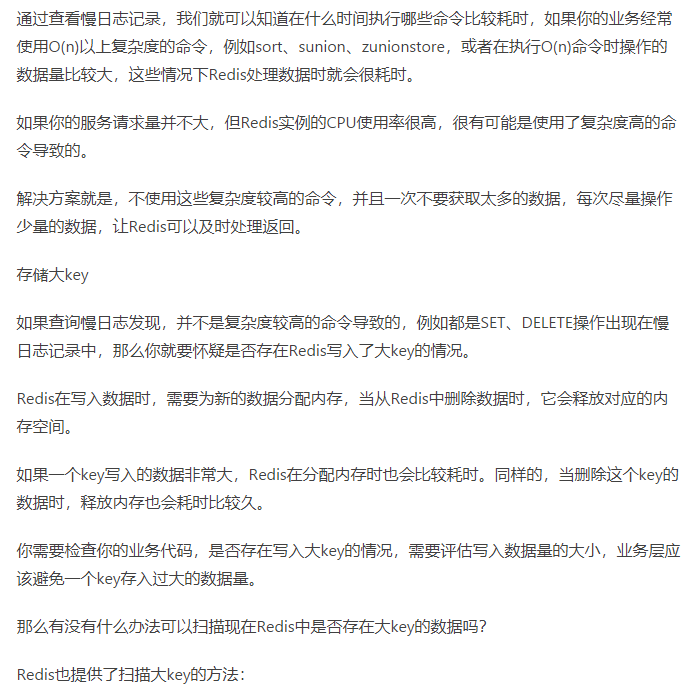 通过查看慢日志记录，我们就可以知道在什么时间执行哪些命令比较耗时，如果你的业务经常
使用O(n)以上复杂度的命令，例如sort、sunion、zunionstore，或者在执行O(n)命令时操作的
数据量比较大，这些情况下Redis处理数据时就会很耗时。
如果你的服务请求量并不大，但Redis实例的CPU使用率很高，很有可能是使用了复杂度高的命
令导致的。
解决方案就是，不使用这些复杂度较高的命令，并且一次不要获取太多的数据，每次尽量操作
少量的数据，让Redis可以及时处理返回。
存储大key
如果查询慢日志发现，并不是复杂度较高的命令导致的，例如都是SET、DELETE操作出现在慢
日志记录中，那么你就要怀疑是否存在Redis写入了大key的情况。
Redis在写入数据时，需要为新的数据分配内存，当从Redis中删除数据时，它会释放对应的内
存空间。
如果一个key写入的数据非常大，Redis在分配内存时也会比较耗时。同样的，当删除这个key的
数据时，释放内存也会耗时比较久。
你需要检查你的业务代码，是否存在写入大key的情况，需要评估写入数据量的大小，业务层应
该避免一个key存入过大的数据量。
那么有没有什么办法可以扫描现在Redis中是否存在大key的数据吗？
Redis也提供了扫描大key的方法：